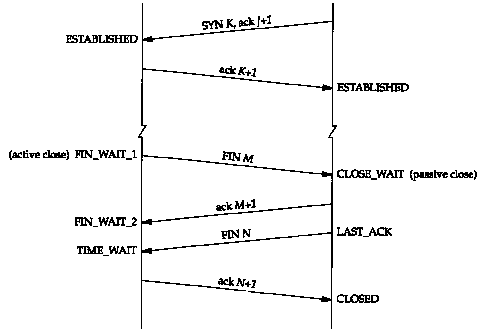 SYN K, ack J+1
ESTABLISHED
ack K+1
ESTABLISHED
(active close) FIN_WAIT_1
FIN M
CLOSE_WAIT (passive close)
ack M+1
FIN_WAIT_2
FIN N
LAST_ACK
TIME_WAIT
ack N+1
CLOSED